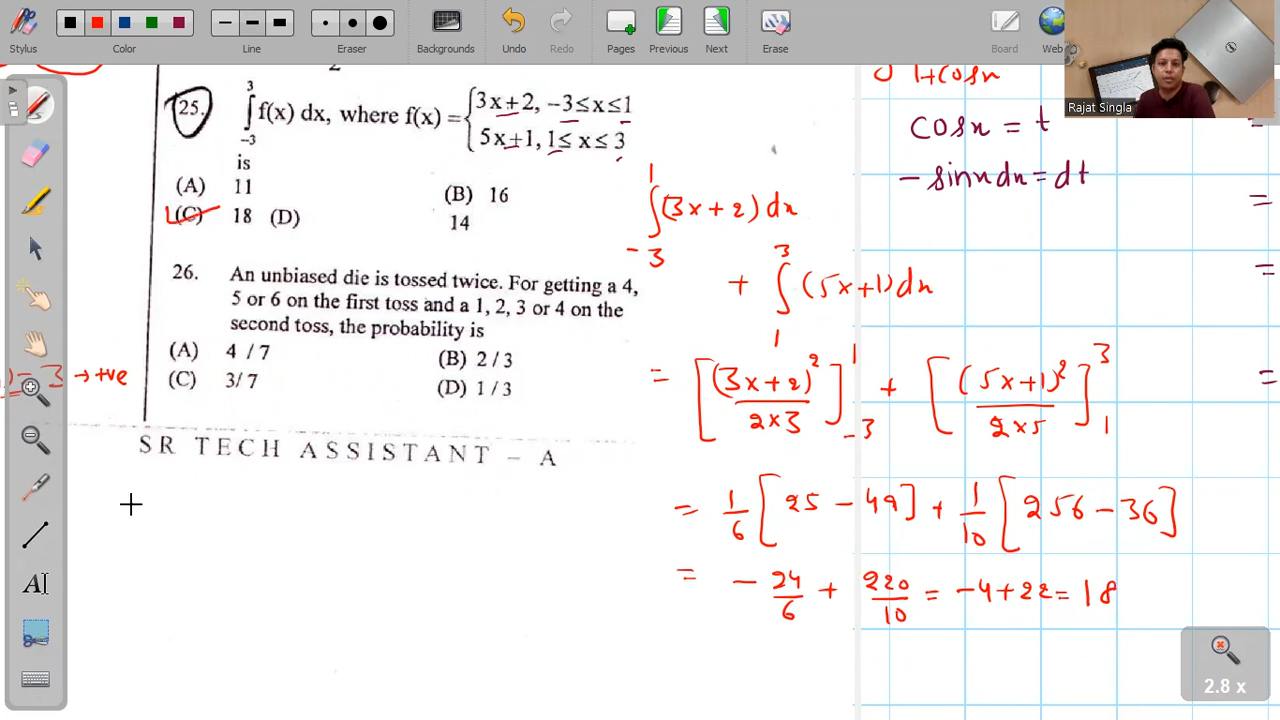 Stylus
Color
Line
Eraser
Backgrounds
Undo
Redo
Pages
Previous
Next
Erase
Board
Web
Rajat Singla
25. ∫_{-3}^{3} f(x) dx, where f(x) = { 3x+2, -3≤x≤1
5x+1, 1≤ x≤ 3
is
(A) 11
(B) 16
(C) 18 (D)
14
26. An unbiased die is tossed twice. For getting a 4,
5 or 6 on the first toss and a 1, 2, 3 or 4 on the
second toss, the probability is
(A) 4 / 7
(B) 2 / 3
(C) 3/ 7
(D) 1 / 3
SR TECH ASSISTANT – A
= 3 → +ve
∫_{-3}^{1} (3x+2) dx
+ ∫_{1}^{3} (5x+1) dx
= [(3x+2)²/2×3]_{-3}^{1} + [(5x+1)²/2×5]_{1}^{3}
= 1/6 [25 - 49] + 1/10 [256 - 36]
= - 24/6 + 220/10 = -4+22 = 18
1+cosx
cosx = t
- sinxdx = dt
=
=
=
2.8 x